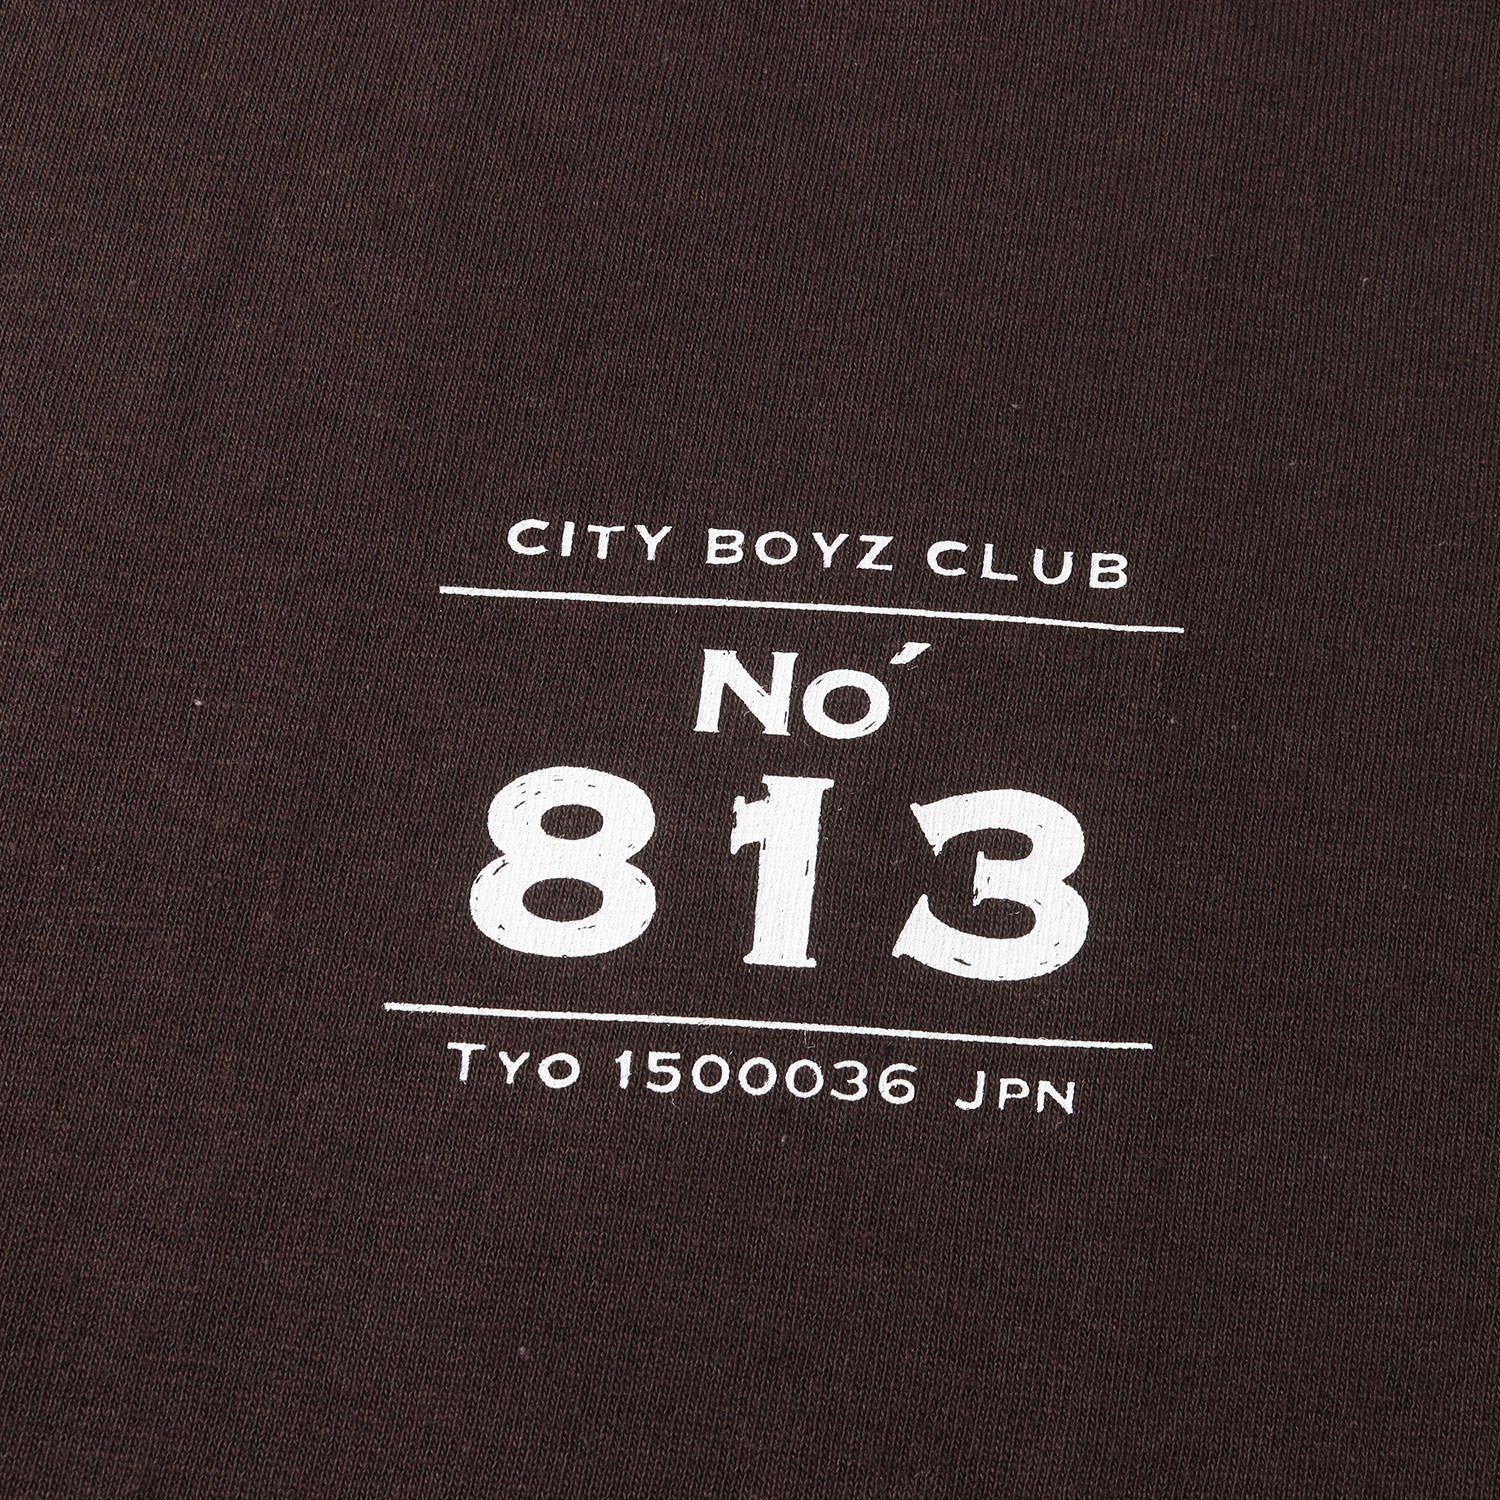 CITY BOYZ CLUB
No´
813
TYO 1500036 JPN